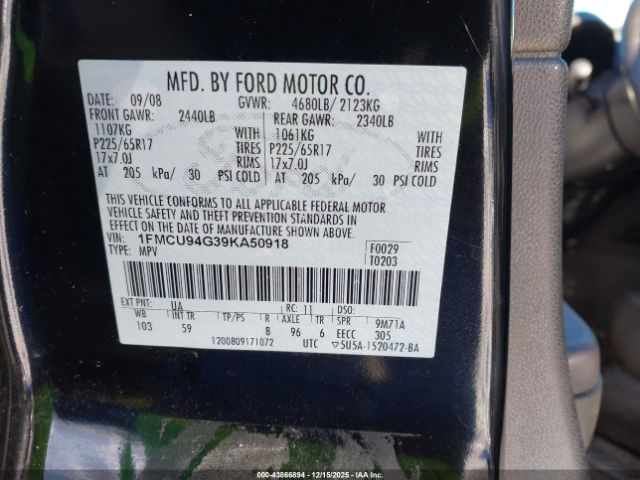 MFD. BY FORD MOTOR CO.
DATE: 09/08 GVWR: 4680LB/ 2123KG
FRONT GAWR: 2440LB REAR GAWR: 2340LB
1107KG WITH 1061KG WITH
P225/65R17 TIRES P225/65R17 TIRES
17x7.0J RIMS 17x7.0J RIMS
AT 205 kPa/ 30 PSI COLD AT 205 kPa/ 30 PSI COLD
THIS VEHICLE CONFORMS TO ALL APPLICABLE FEDERAL MOTOR
VEHICLE SAFETY AND THEFT PREVENTION STANDARDS IN
EFFECT ON THE DATE OF MANUFACTURE SHOWN ABOVE.
VIN: 1FMCU94G39KA50918 F0029
TYPE: MPV T0203
EXT PNT: UA RC: 11 DSO:
WB INT TR TP/PS R AXLE TR SPR 9M71A
103 59 8 96 6 EECC 305
1200809171072 UTC ▽5U5A-1520472-BA
000-43866894 | 12/15/2025 | IAAI.COM